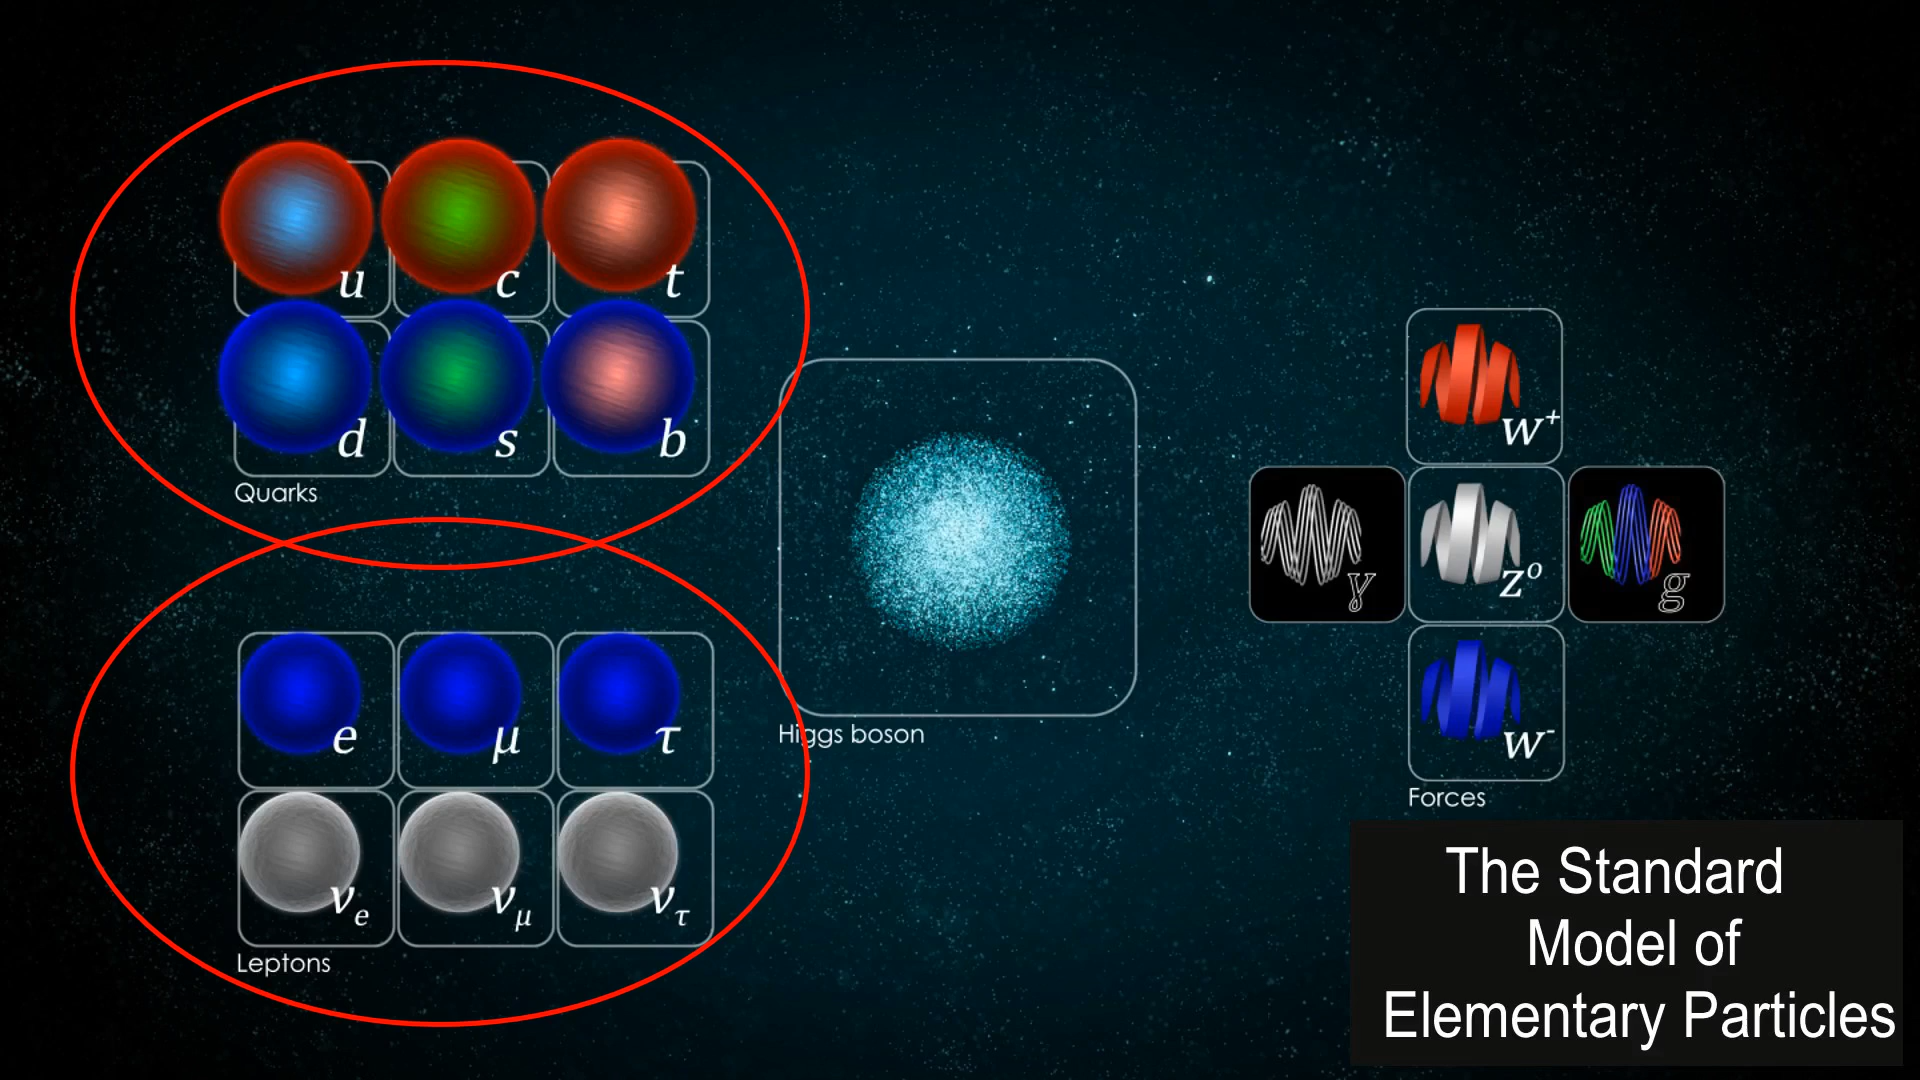 u c t
d s b
Quarks
e μ τ
νe νμ ντ
Leptons
Higgs boson
W+
γ Z0 g
W-
Forces
The Standard
Model of
Elementary Particles